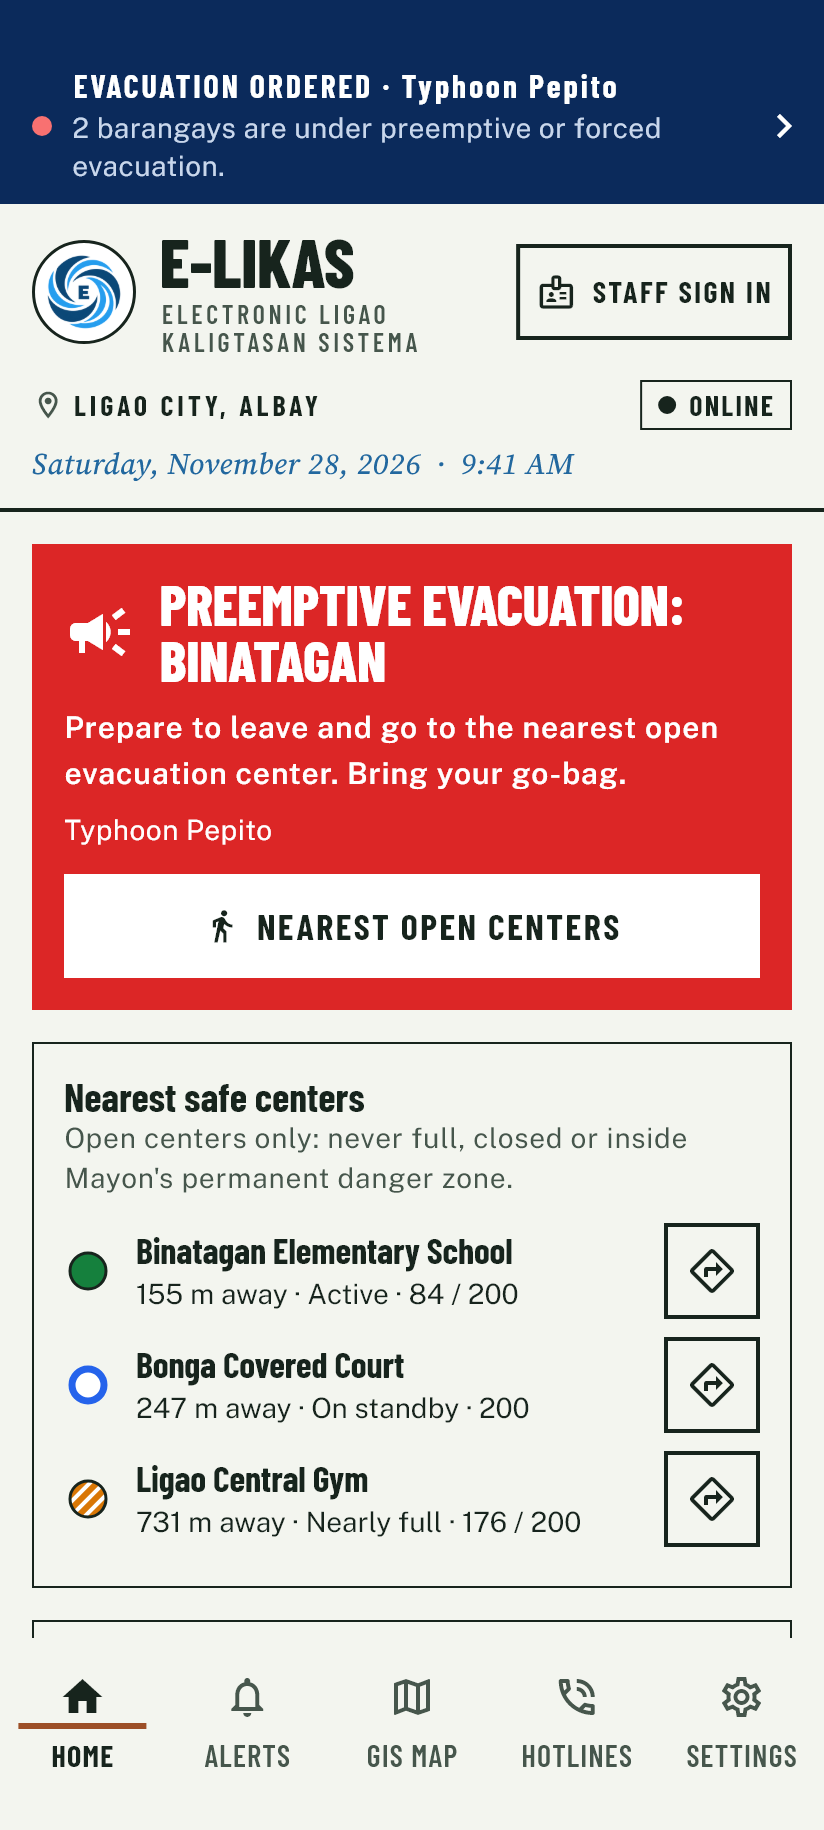 EVACUATION ORDERED · Typhoon Pepito
2 barangays are under preemptive or forced
evacuation.
E
E-LIKAS
ELECTRONIC LIGAO
KALIGTASAN SISTEMA
STAFF SIGN IN
LIGAO CITY, ALBAY
ONLINE
Saturday, November 28, 2026 · 9:41 AM
PREEMPTIVE EVACUATION:
BINATAGAN
Prepare to leave and go to the nearest open
evacuation center. Bring your go-bag.
Typhoon Pepito
NEAREST OPEN CENTERS
Nearest safe centers
Open centers only: never full, closed or inside
Mayon's permanent danger zone.
Binatagan Elementary School
155 m away · Active · 84 / 200
Bonga Covered Court
247 m away · On standby · 200
Ligao Central Gym
731 m away · Nearly full · 176 / 200
HOME
ALERTS
GIS MAP
HOTLINES
SETTINGS